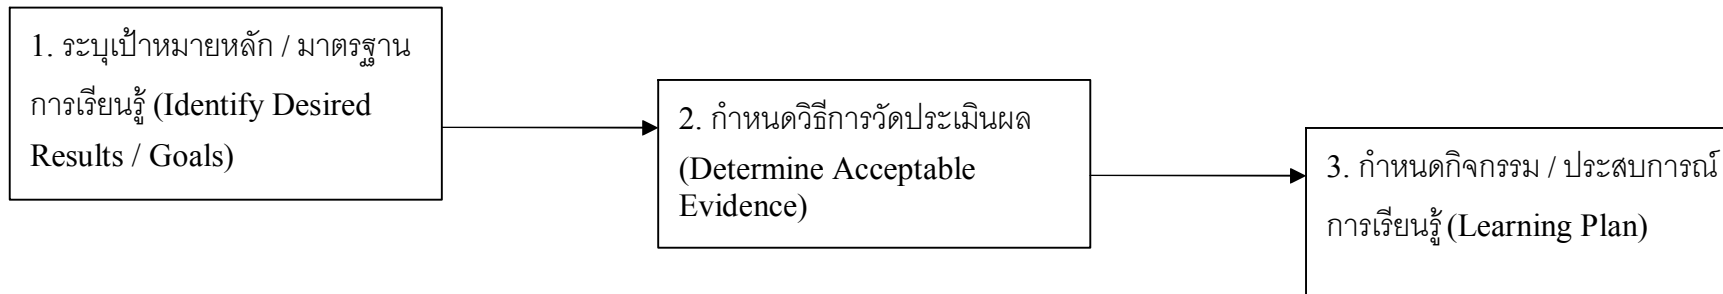 1. ระบุเป้าหมายหลัก / มาตรฐาน
การเรียนรู้ (Identify Desired
Results / Goals)
2. กำหนดวิธีการวัดประเมินผล
(Determine Acceptable
Evidence)
3. กำหนดกิจกรรม / ประสบการณ์
การเรียนรู้ (Learning Plan)